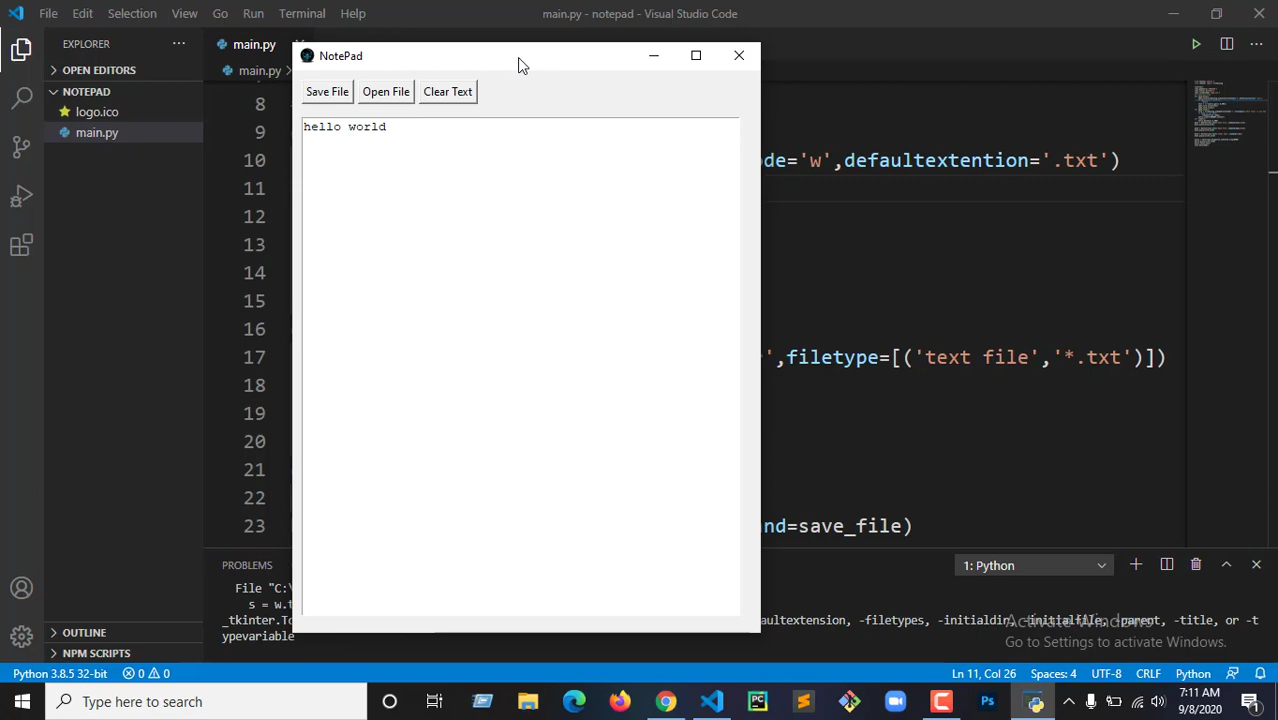 File Edit Selection View Go Run Terminal Help
main.py - notepad - Visual Studio Code
EXPLORER
OPEN EDITORS
NOTEPAD
logo.ico
main.py
main.py
main.py
NotePad
Save File Open File Clear Text
hello world
8
9
10 'w',defaultextention='.txt')
11
12
13
14
15
16
17 ',filetype=[('text file','*.txt')])
18
19
20
21
22
23 =save_file)
PROBLEMS
1: Python
File "C:\
s = w.
_tkinter. -filetypes, -initialdir, -initialfile, -parent, -title, or -t
ypevariable
Activate Windows
Go to Settings to activate Windows.
OUTLINE
NPM SCRIPTS
Python 3.8.5 32-bit 0 0
Ln 11, Col 26 Spaces: 4 UTF-8 CRLF Python
Type here to search
Ps
7:11 AM
9/8/2020
1